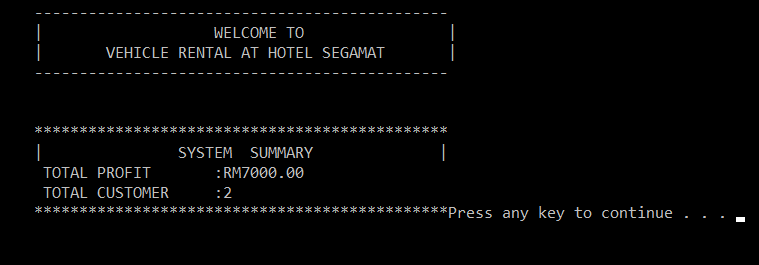 ----------------------------------------------
|                   WELCOME TO                |
|       VEHICLE RENTAL AT HOTEL SEGAMAT       |
----------------------------------------------
**********************************************
|               SYSTEM  SUMMARY              |
 TOTAL PROFIT       :RM7000.00
 TOTAL CUSTOMER     :2
**********************************************Press any key to continue . . .